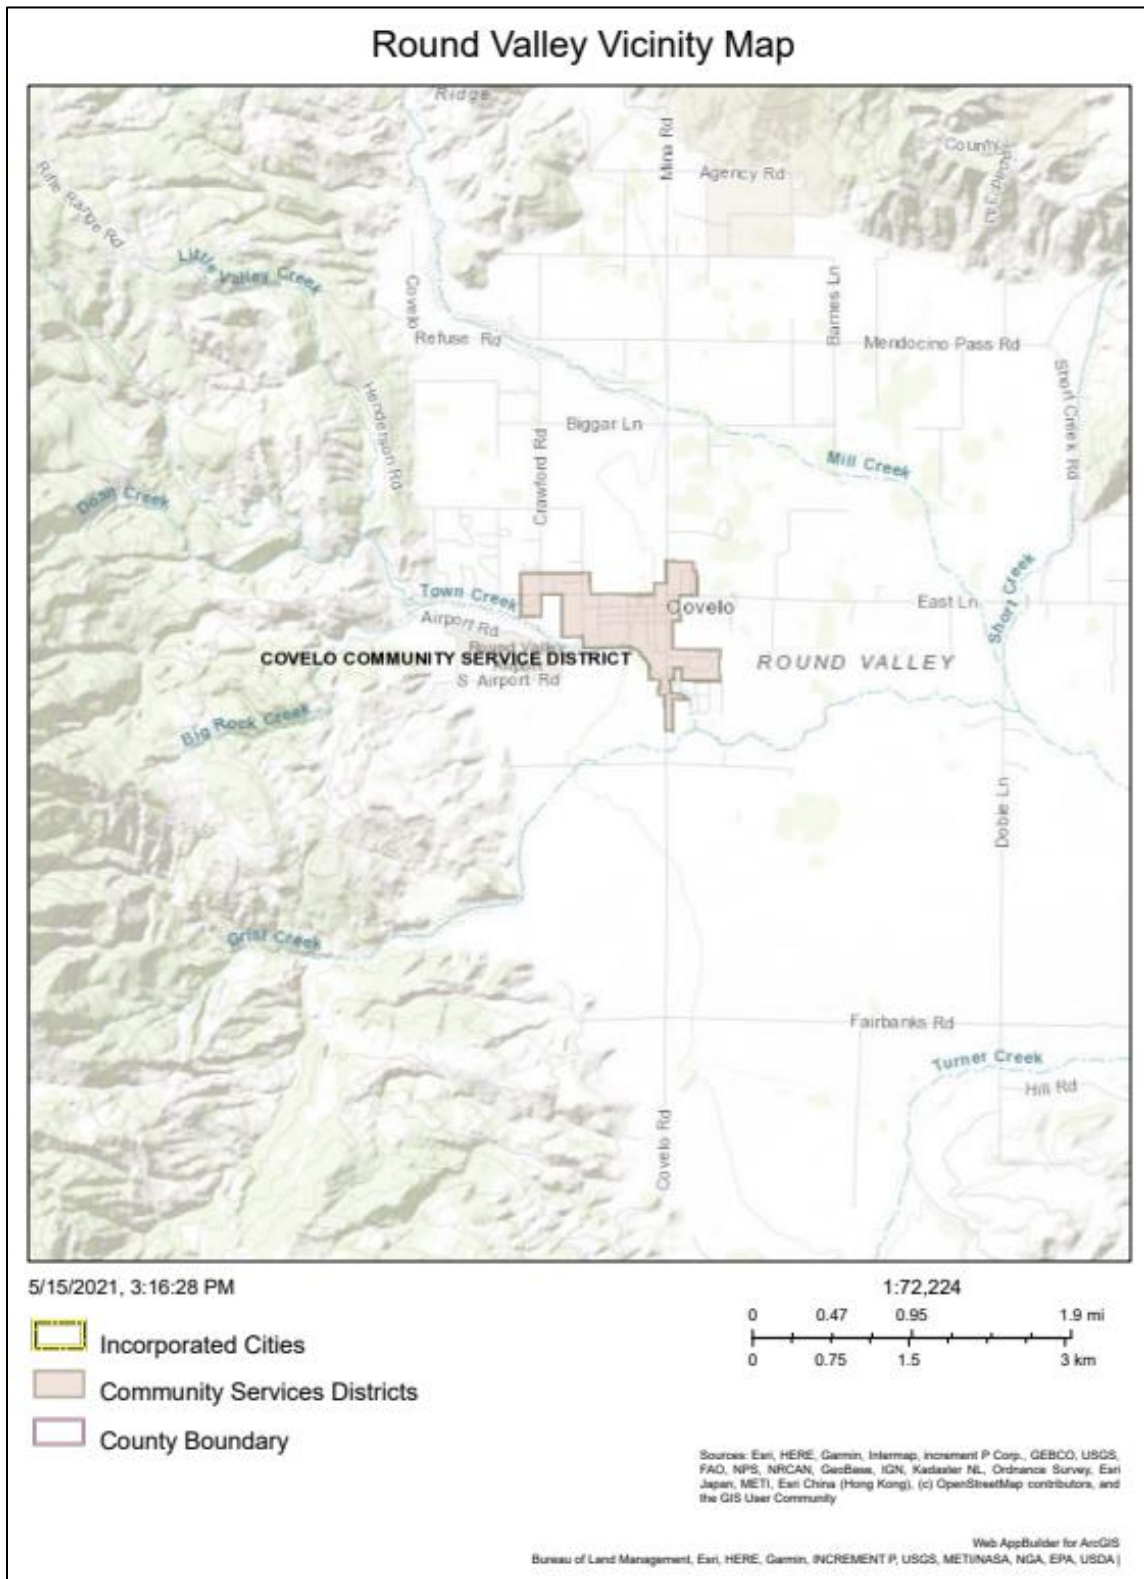 Round Valley Vicinity Map
Ridge
Mina Rd
Agency Rd
County
Road 343
Rifle Range Rd
Little Valley Creek
Covelo
Refuse Rd
Barnes Ln
Mendocino Pass Rd
Short Creek Rd
Henderson Rd
Biggar Ln
Crawford Rd
Mill Creek
Doan Creek
Town Creek
Covelo
East Ln
Short Creek
Airport Rd
Round Valley
Airport
COVELO COMMUNITY SERVICE DISTRICT
ROUND VALLEY
S Airport Rd
Big Rock Creek
Dobie Ln
Grist Creek
Fairbanks Rd
Turner Creek
Hill Rd
Covelo Rd
5/15/2021, 3:16:28 PM
1:72,224
0 0.47 0.95 1.9 mi
0 0.75 1.5 3 km
Incorporated Cities
Community Services Districts
County Boundary
Sources: Esri, HERE, Garmin, Intermap, increment P Corp., GEBCO, USGS,
FAO, NPS, NRCAN, GeoBase, IGN, Kadaster NL, Ordnance Survey, Esri
Japan, METI, Esri China (Hong Kong), (c) OpenStreetMap contributors, and
the GIS User Community
Web AppBuilder for ArcGIS
Bureau of Land Management, Esri, HERE, Garmin, INCREMENT P, USGS, METI/NASA, NGA, EPA, USDA |